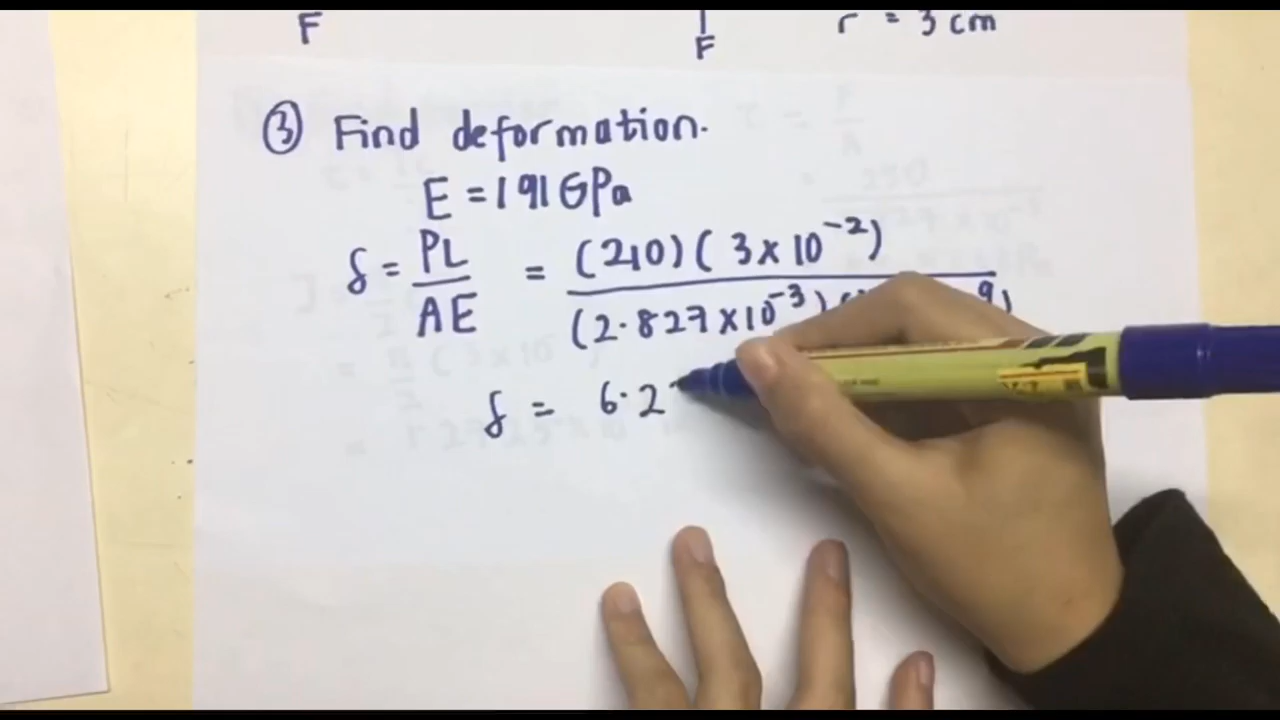 F F r = 3 cm
③ Find deformation.
E = 191 GPa
δ = PL / AE = (210)(3×10⁻²) / (2.827×10⁻³)( ⁹)
δ = 6.2